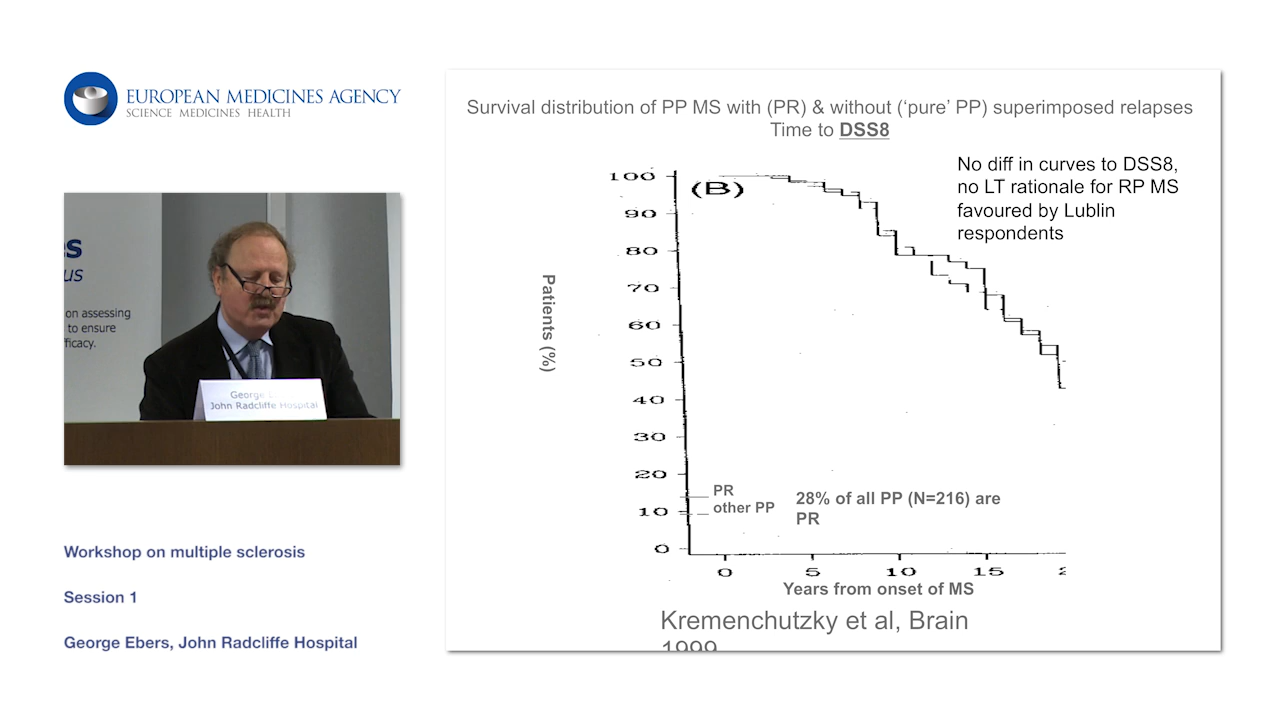 EUROPEAN MEDICINES AGENCY
SCIENCE MEDICINES HEALTH
s
us
on assessing
to ensure
ficacy.
George
John Radcliffe Hospital
Workshop on multiple sclerosis
Session 1
George Ebers, John Radcliffe Hospital
Survival distribution of PP MS with (PR) & without (‘pure’ PP) superimposed relapses
Time to DSS8
No diff in curves to DSS8,
no LT rationale for RP MS
favoured by Lublin
respondents
(B)
Patients (%)
100
90
80
70
60
50
40
30
20
10
0
PR
other PP
28% of all PP (N=216) are
PR
0 5 10 15 2
Years from onset of MS
Kremenchutzky et al, Brain
1999